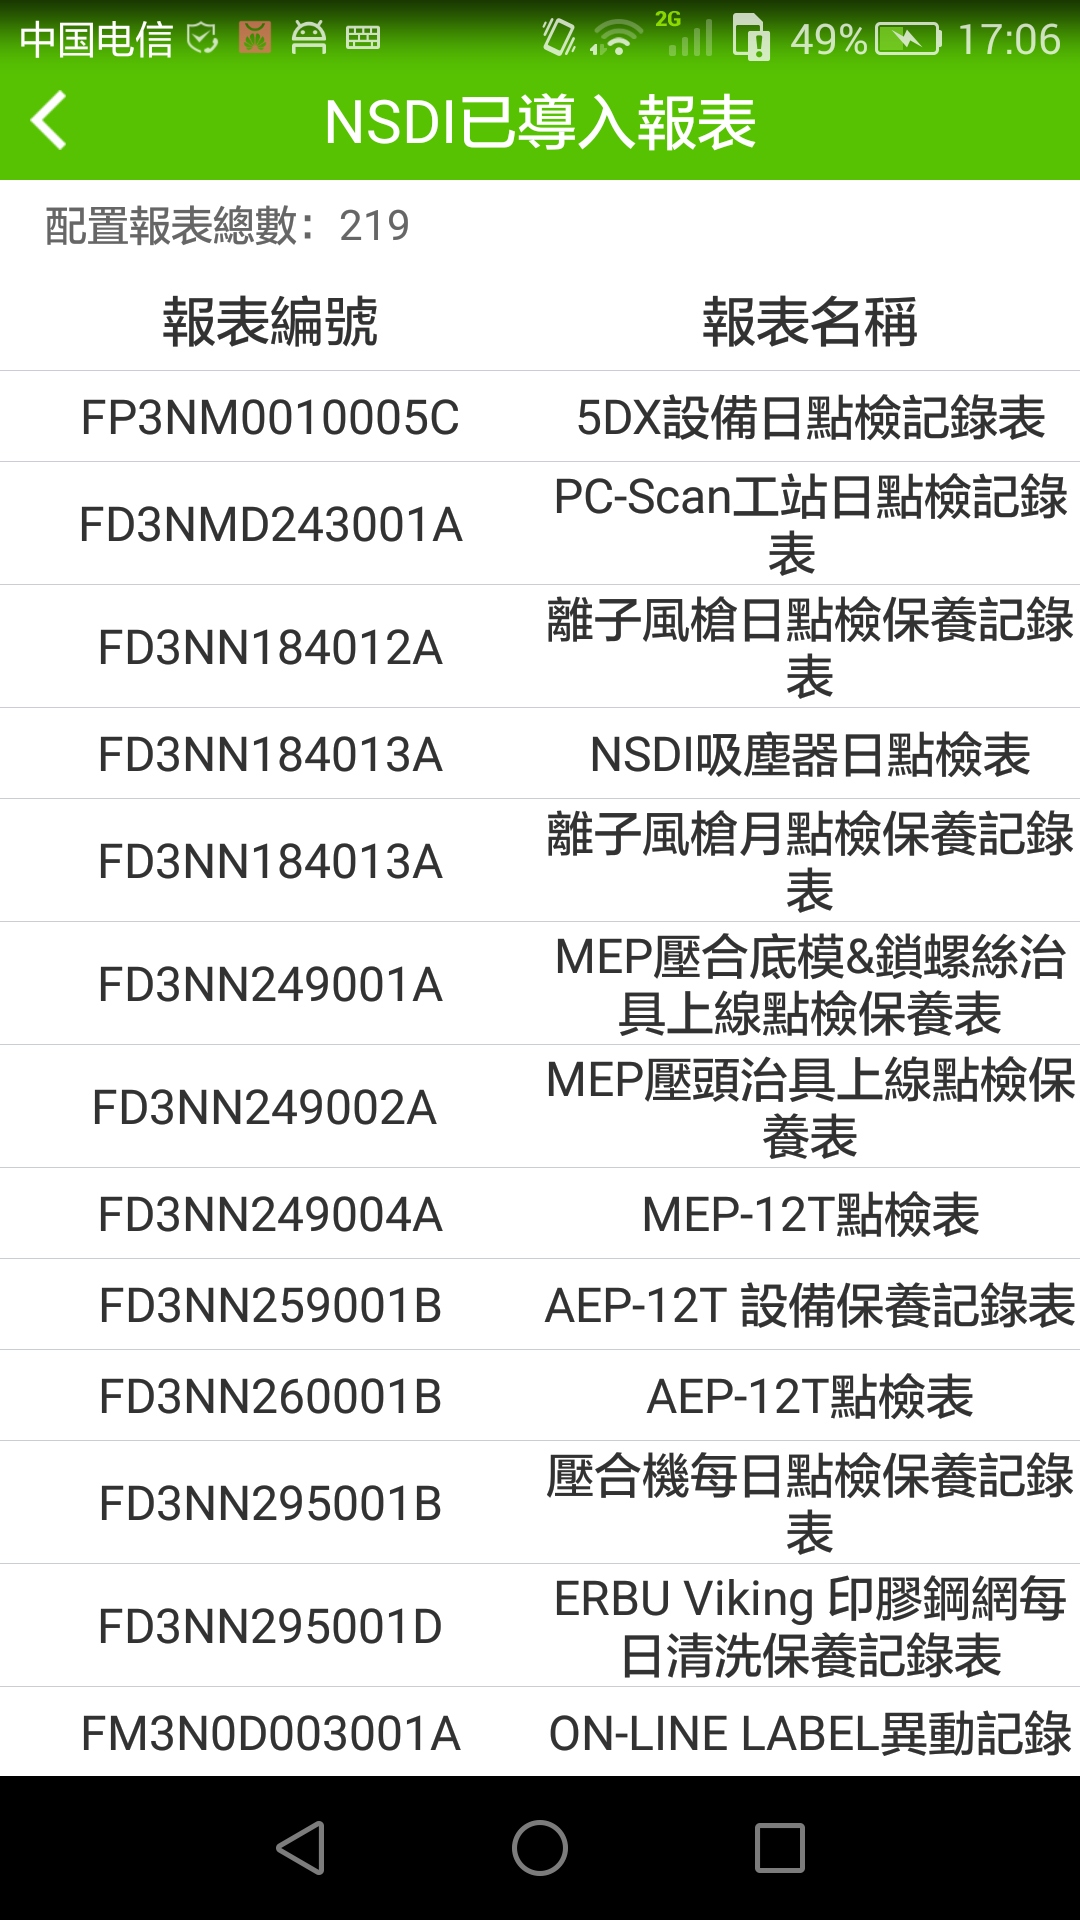 中国电信 2G 49% 17:06
NSDI已導入報表
配置報表總數：219
報表編號 報表名稱
FP3NM0010005C 5DX設備日點檢記錄表
FD3NMD243001A PC-Scan工站日點檢記錄
表
FD3NN184012A 離子風槍日點檢保養記錄
表
FD3NN184013A NSDI吸塵器日點檢表
FD3NN184013A 離子風槍月點檢保養記錄
表
FD3NN249001A MEP壓合底模&鎖螺絲治
具上線點檢保養表
FD3NN249002A MEP壓頭治具上線點檢保
養表
FD3NN249004A MEP-12T點檢表
FD3NN259001B AEP-12T 設備保養記錄表
FD3NN260001B AEP-12T點檢表
FD3NN295001B 壓合機每日點檢保養記錄
表
FD3NN295001D ERBU Viking 印膠鋼網每
日清洗保養記錄表
FM3N0D003001A ON-LINE LABEL異動記錄